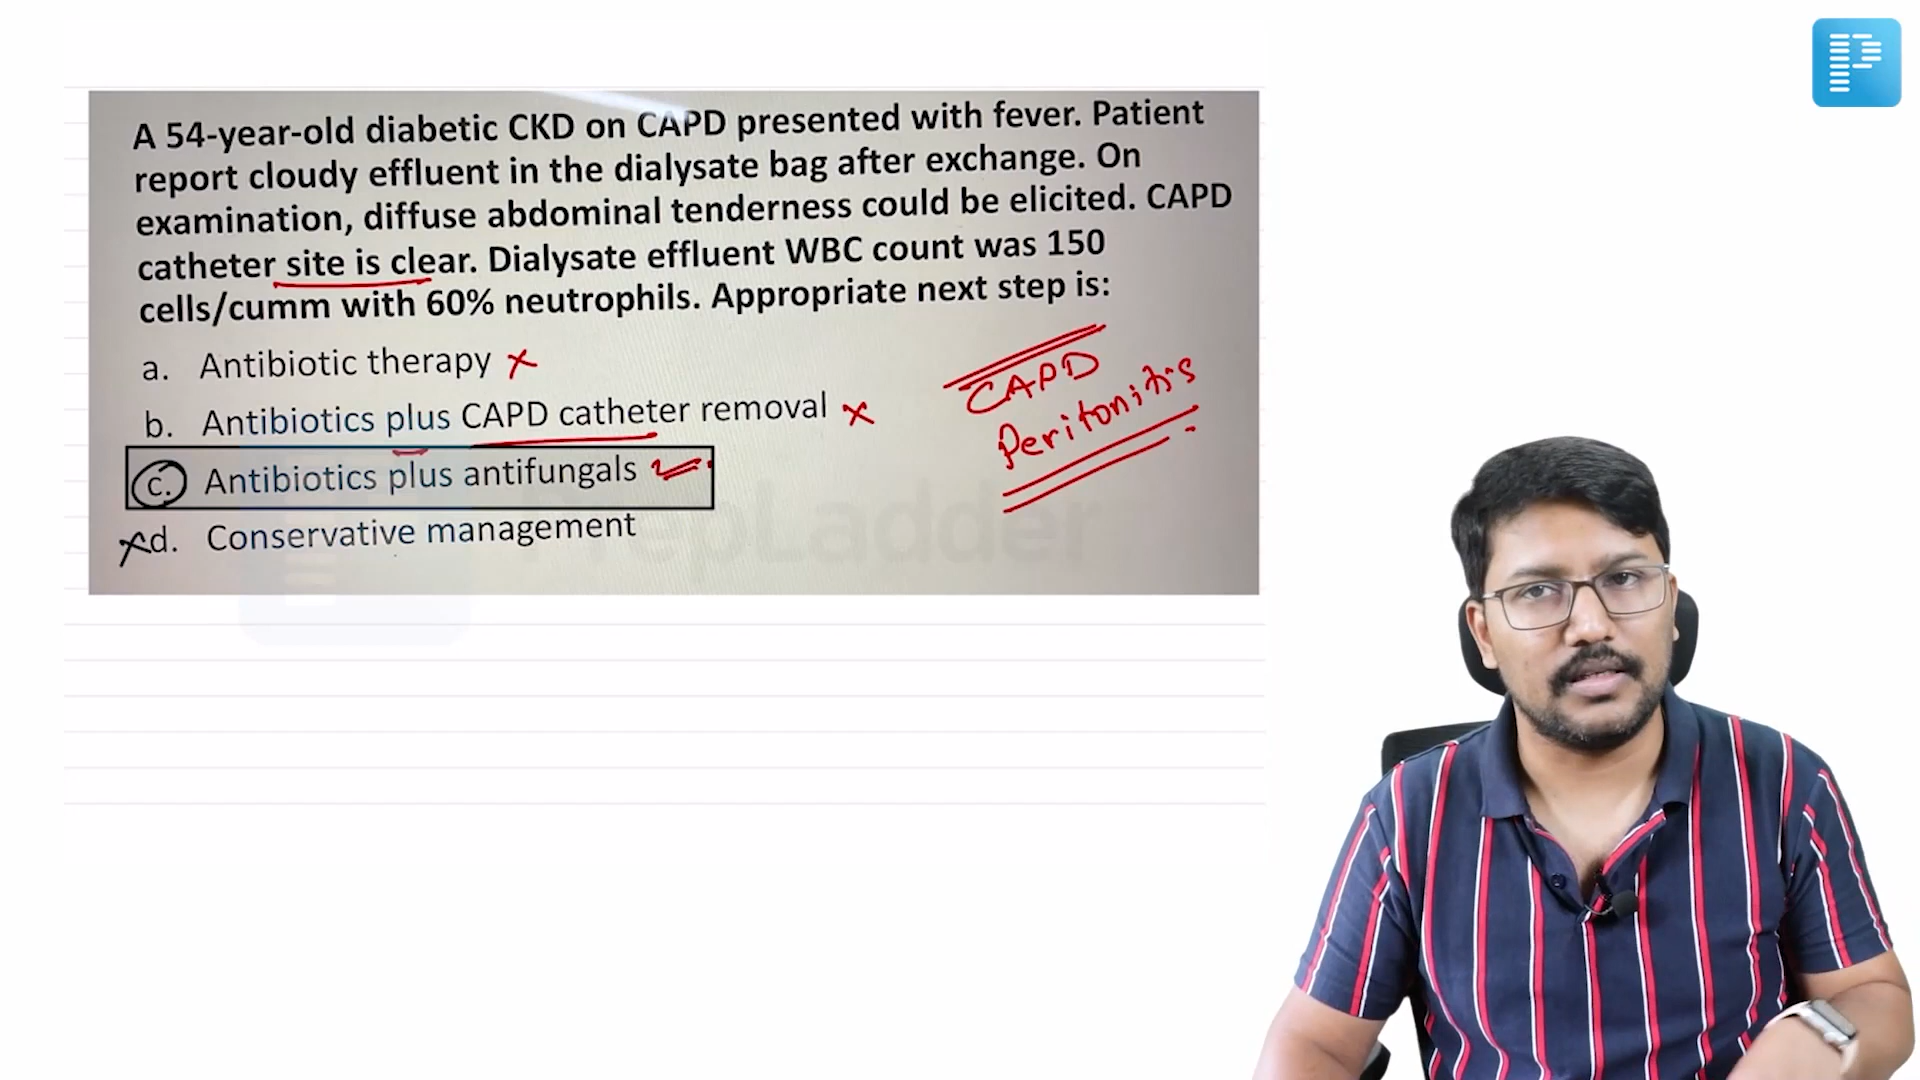 A 54-year-old diabetic CKD on CAPD presented with fever. Patient
report cloudy effluent in the dialysate bag after exchange. On
examination, diffuse abdominal tenderness could be elicited. CAPD
catheter site is clear. Dialysate effluent WBC count was 150
cells/cumm with 60% neutrophils. Appropriate next step is:
a. Antibiotic therapy
b. Antibiotics plus CAPD catheter removal
c. Antibiotics plus antifungals
d. Conservative management
CAPD
Peritonitis
PrepLadder